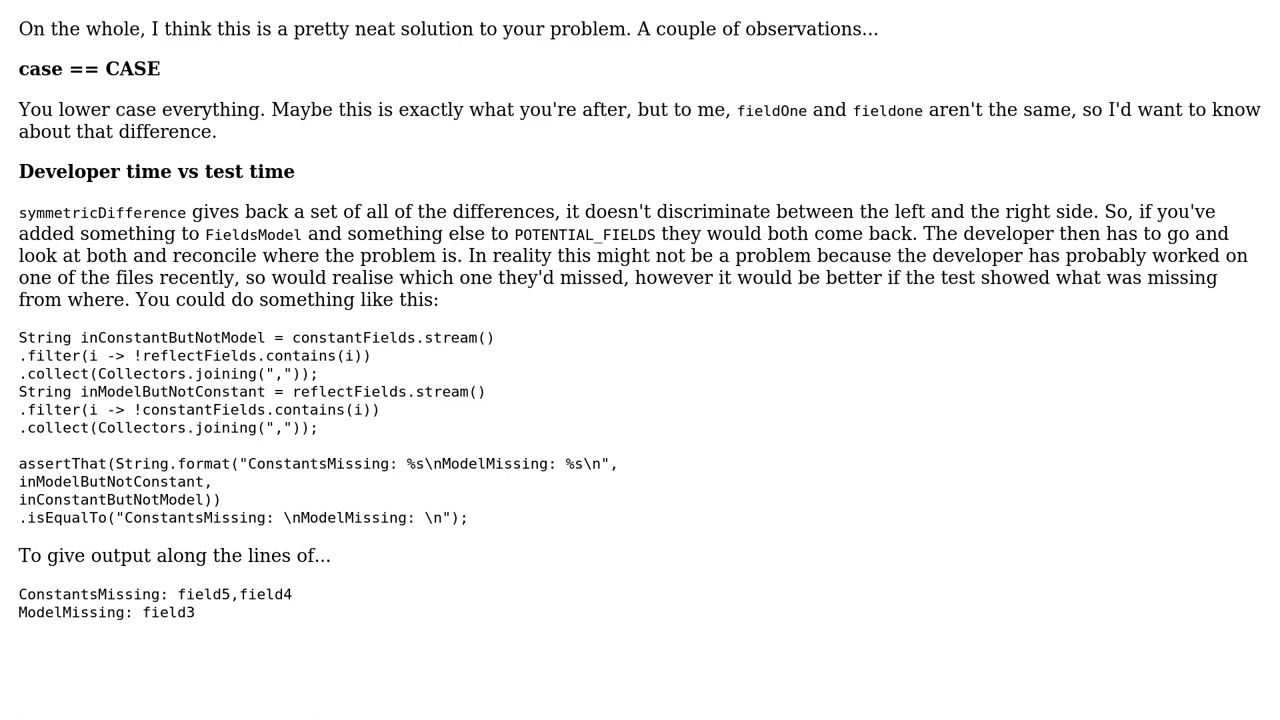 On the whole, I think this is a pretty neat solution to your problem. A couple of observations...
case == CASE
You lower case everything. Maybe this is exactly what you're after, but to me, fieldOne and fieldone aren't the same, so I'd want to know
about that difference.
Developer time vs test time
symmetricDifference gives back a set of all of the differences, it doesn't discriminate between the left and the right side. So, if you've
added something to FieldsModel and something else to POTENTIAL_FIELDS they would both come back. The developer then has to go and
look at both and reconcile where the problem is. In reality this might not be a problem because the developer has probably worked on
one of the files recently, so would realise which one they'd missed, however it would be better if the test showed what was missing
from where. You could do something like this:
String inConstantButNotModel = constantFields.stream()
.filter(i -> !reflectFields.contains(i))
.collect(Collectors.joining(","));
String inModelButNotConstant = reflectFields.stream()
.filter(i -> !constantFields.contains(i))
.collect(Collectors.joining(","));
assertThat(String.format("ConstantsMissing: %s\nModelMissing: %s\n",
inModelButNotConstant,
inConstantButNotModel))
.isEqualTo("ConstantsMissing: \nModelMissing: \n");
To give output along the lines of...
ConstantsMissing: field5,field4
ModelMissing: field3